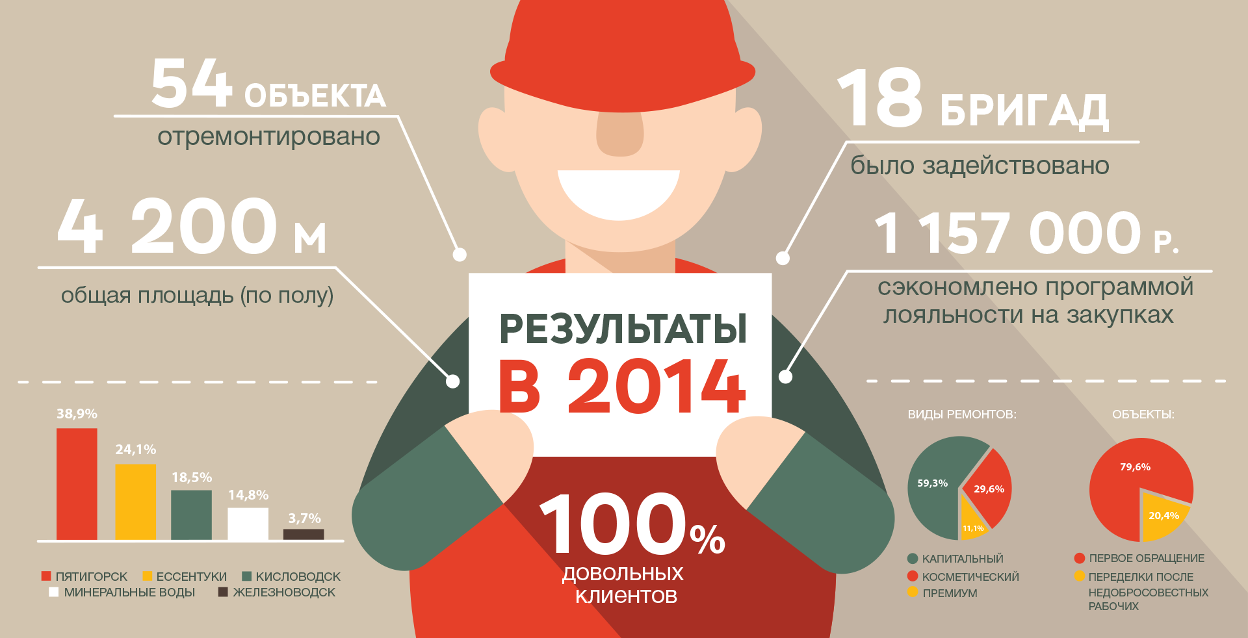 54 ОБЪЕКТА
отремонтировано
4 200 м
общая площадь (по полу)
18 БРИГАД
было задействовано
1 157 000 Р.
сэкономлено программой
лояльности на закупках
РЕЗУЛЬТАТЫ
В 2014
100%
ДОВОЛЬНЫХ
КЛИЕНТОВ
38,9%
24,1%
18,5%
14,8%
3,7%
ПЯТИГОРСК ЕССЕНТУКИ КИСЛОВОДСК
МИНЕРАЛЬНЫЕ ВОДЫ ЖЕЛЕЗНОВОДСК
ВИДЫ РЕМОНТОВ:
59,3%
29,6%
11,1%
КАПИТАЛЬНЫЙ
КОСМЕТИЧЕСКИЙ
ПРЕМИУМ
ОБЪЕКТЫ:
79,6%
20,4%
ПЕРВОЕ ОБРАЩЕНИЕ
ПЕРЕДЕЛКИ ПОСЛЕ
НЕДОБРОСОВЕСТНЫХ
РАБОЧИХ